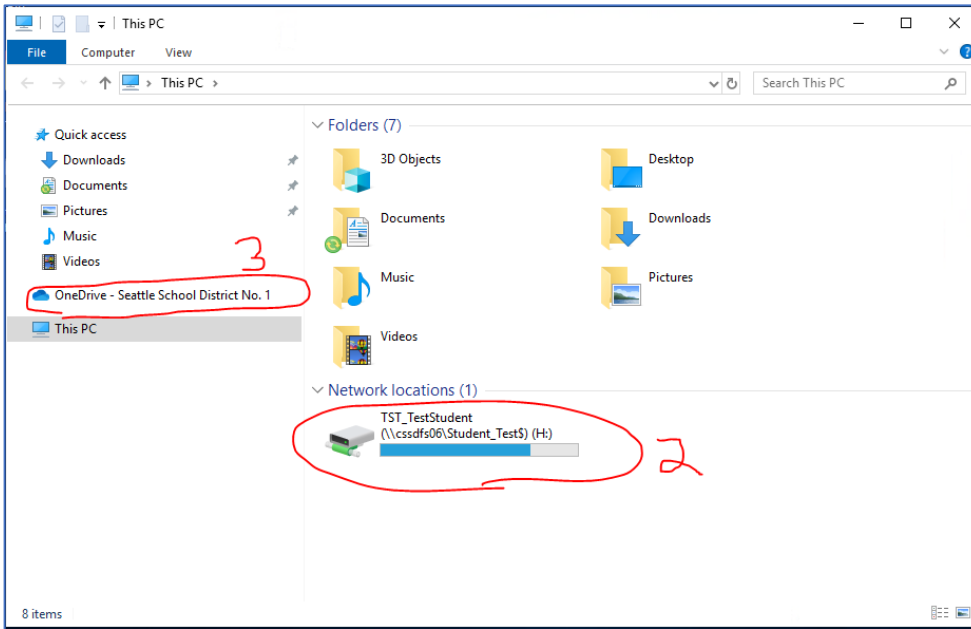 This PC
File Computer View
This PC
Search This PC
Quick access
Downloads
Documents
Pictures
Music
Videos
3
OneDrive - Seattle School District No. 1
This PC
Folders (7)
3D Objects Desktop
Documents Downloads
Music Pictures
Videos
Network locations (1)
TST_TestStudent
(\\cssdfs06\Student_Test$) (H:)
2
8 items